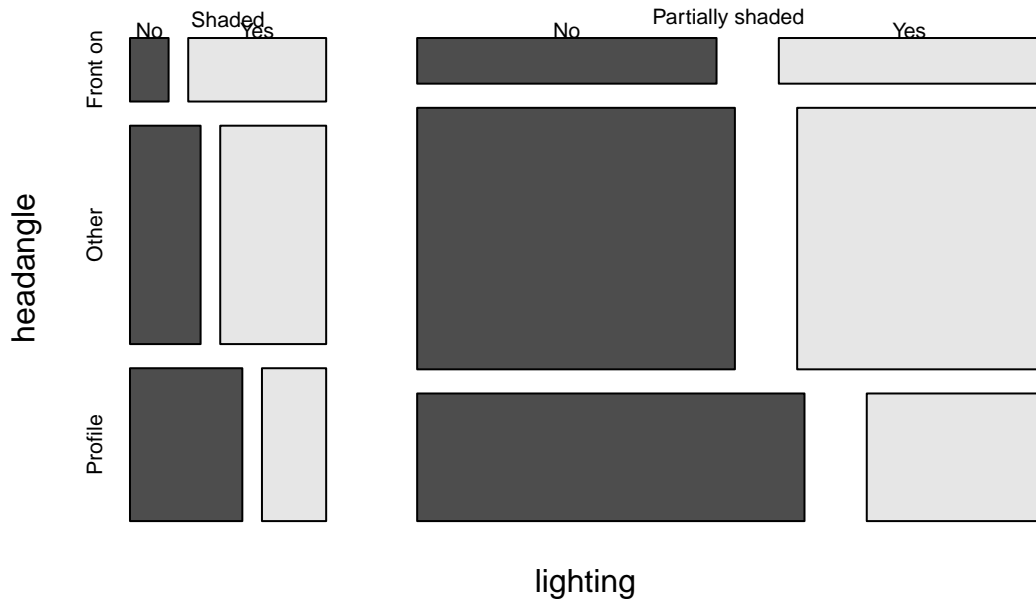 Shaded
Partially shaded
No
Yes
No
Yes
Front on
Other
Profile
headangle
lighting